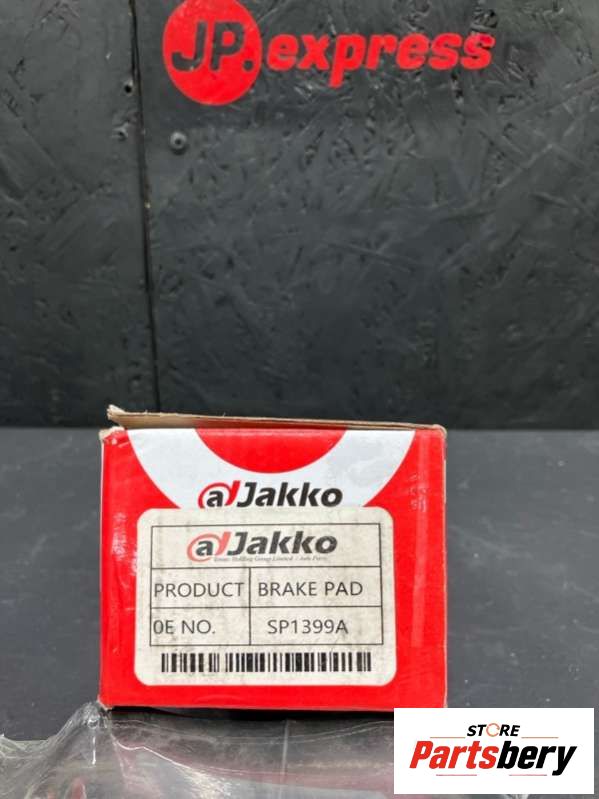 JP.express
@Jakko
@Jakko
PRODUCT BRAKE PAD
0E NO. SP1399A
STORE
Partsbery